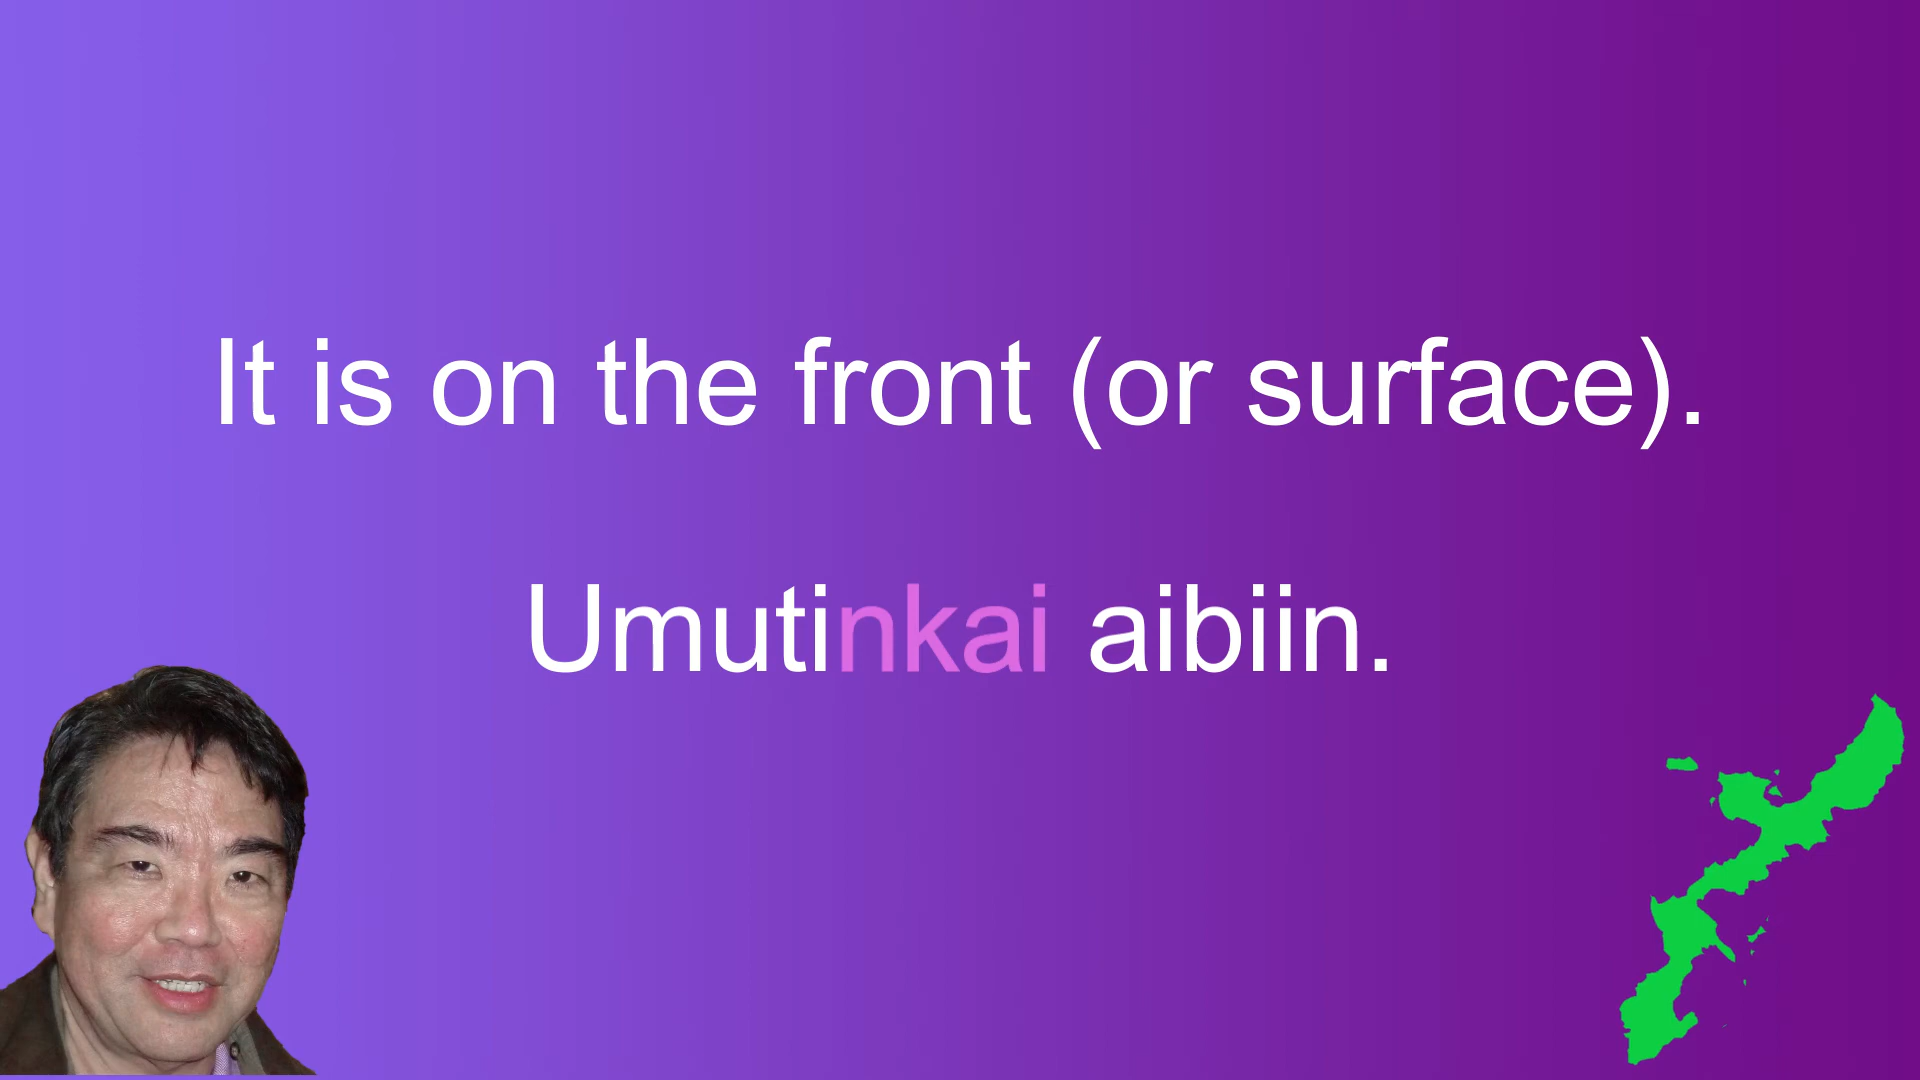 It is on the front (or surface).
Umutinkai aibiin.